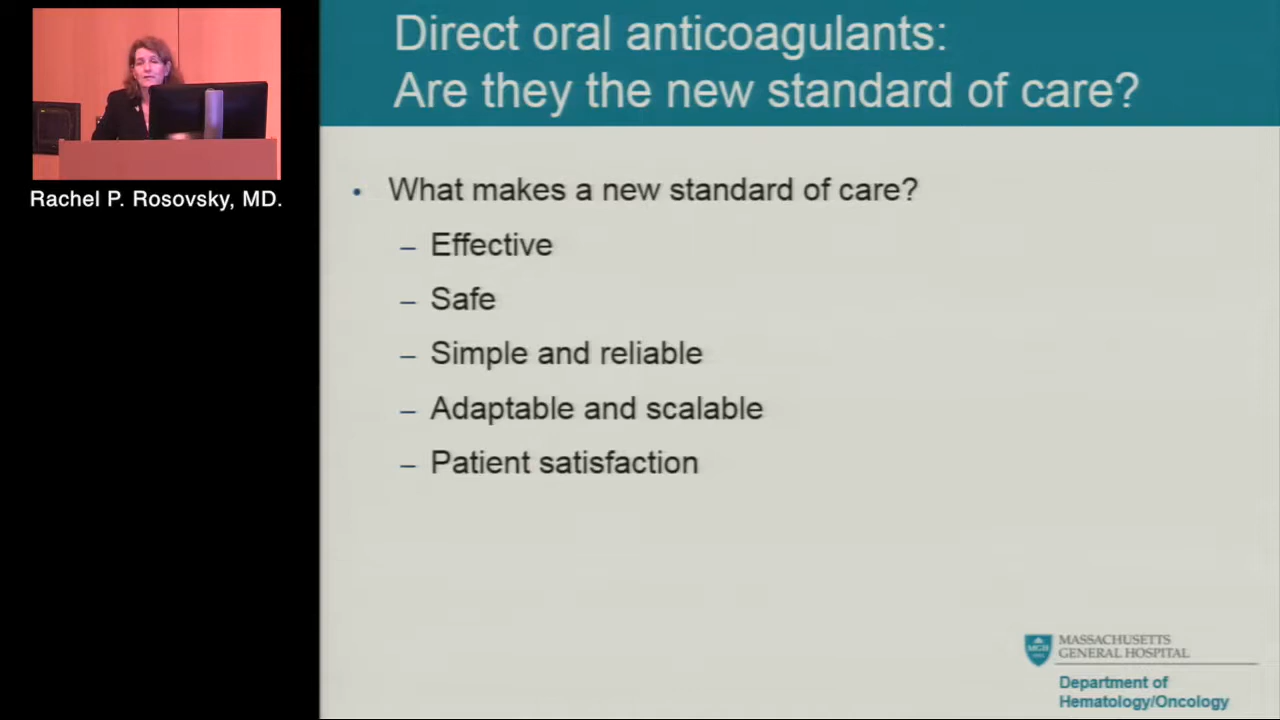 Direct oral anticoagulants:
Are they the new standard of care?
Rachel P. Rosovsky, MD.
• What makes a new standard of care?
– Effective
– Safe
– Simple and reliable
– Adaptable and scalable
– Patient satisfaction
MGH
MASSACHUSETTS
GENERAL HOSPITAL
Department of
Hematology/Oncology